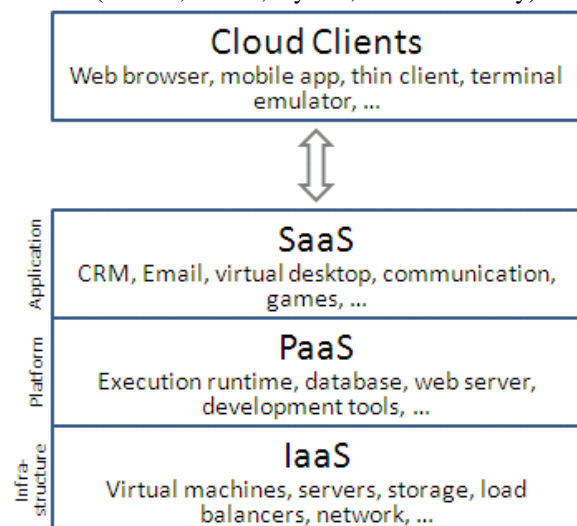 Cloud Clients
Web browser, mobile app, thin client, terminal
emulator, ...
Application
SaaS
CRM, Email, virtual desktop, communication,
games, ...
Platform
PaaS
Execution runtime, database, web server,
development tools, ...
Infra-
structure
IaaS
Virtual machines, servers, storage, load
balancers, network, ...